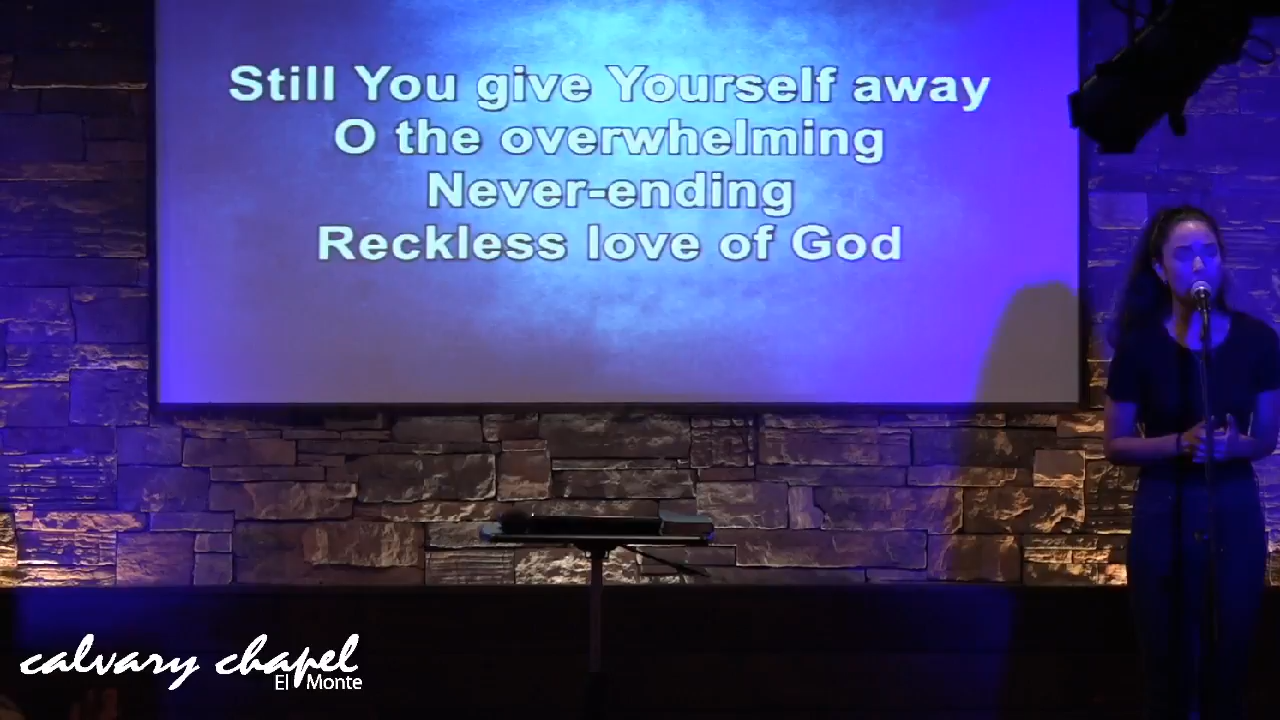 Still You give Yourself away
O the overwhelming
Never-ending
Reckless love of God
calvary chapel
El Monte